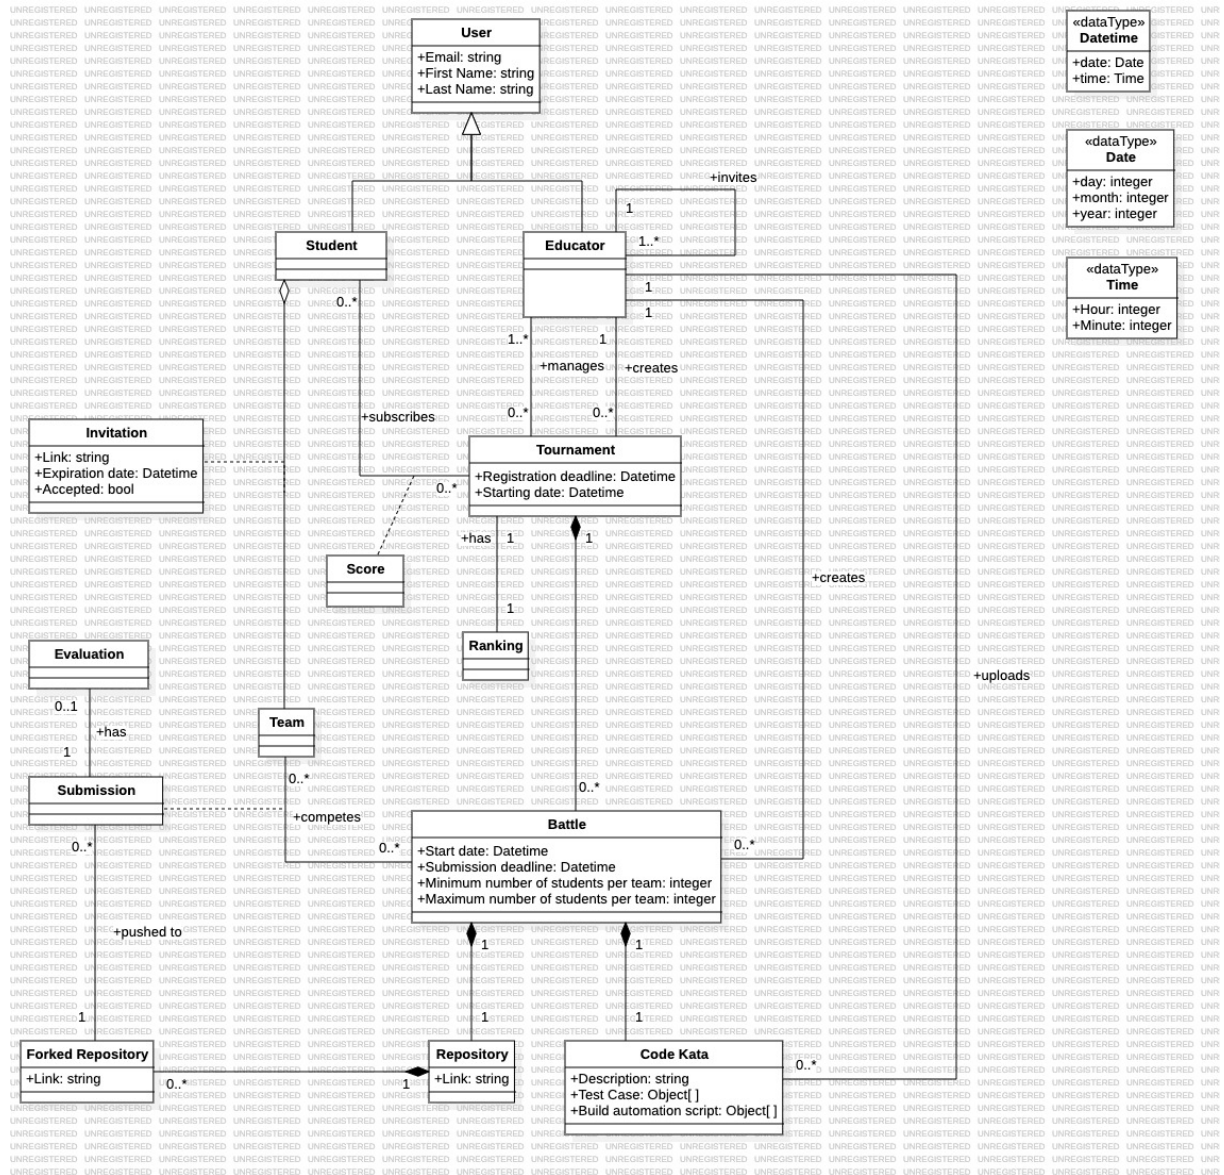 User
+Email: string
+First Name: string
+Last Name: string
«dataType»
Datetime
+date: Date
+time: Time
«dataType»
Date
+day: integer
+month: integer
+year: integer
«dataType»
Time
+Hour: integer
+Minute: integer
+invites
1
1..*
Student
Educator
0..*
1
1
1..*
1
+manages
+creates
0..*
0..*
+subscribes
Invitation
+Link: string
+Expiration date: Datetime
+Accepted: bool
Tournament
+Registration deadline: Datetime
+Starting date: Datetime
0..*
+has
1
1
Score
+creates
1
Ranking
Evaluation
+uploads
0..1
+has
1
Team
0..*
0..*
Submission
+competes
0..*
0..*
Battle
+Start date: Datetime
+Submission deadline: Datetime
+Minimum number of students per team: integer
+Maximum number of students per team: integer
0..*
+pushed to
1
1
1
1
1
Forked Repository
+Link: string
0..*
1
Repository
+Link: string
Code Kata
+Description: string
+Test Case: Object[ ]
+Build automation script: Object[ ]
0..*
UNREGISTERED